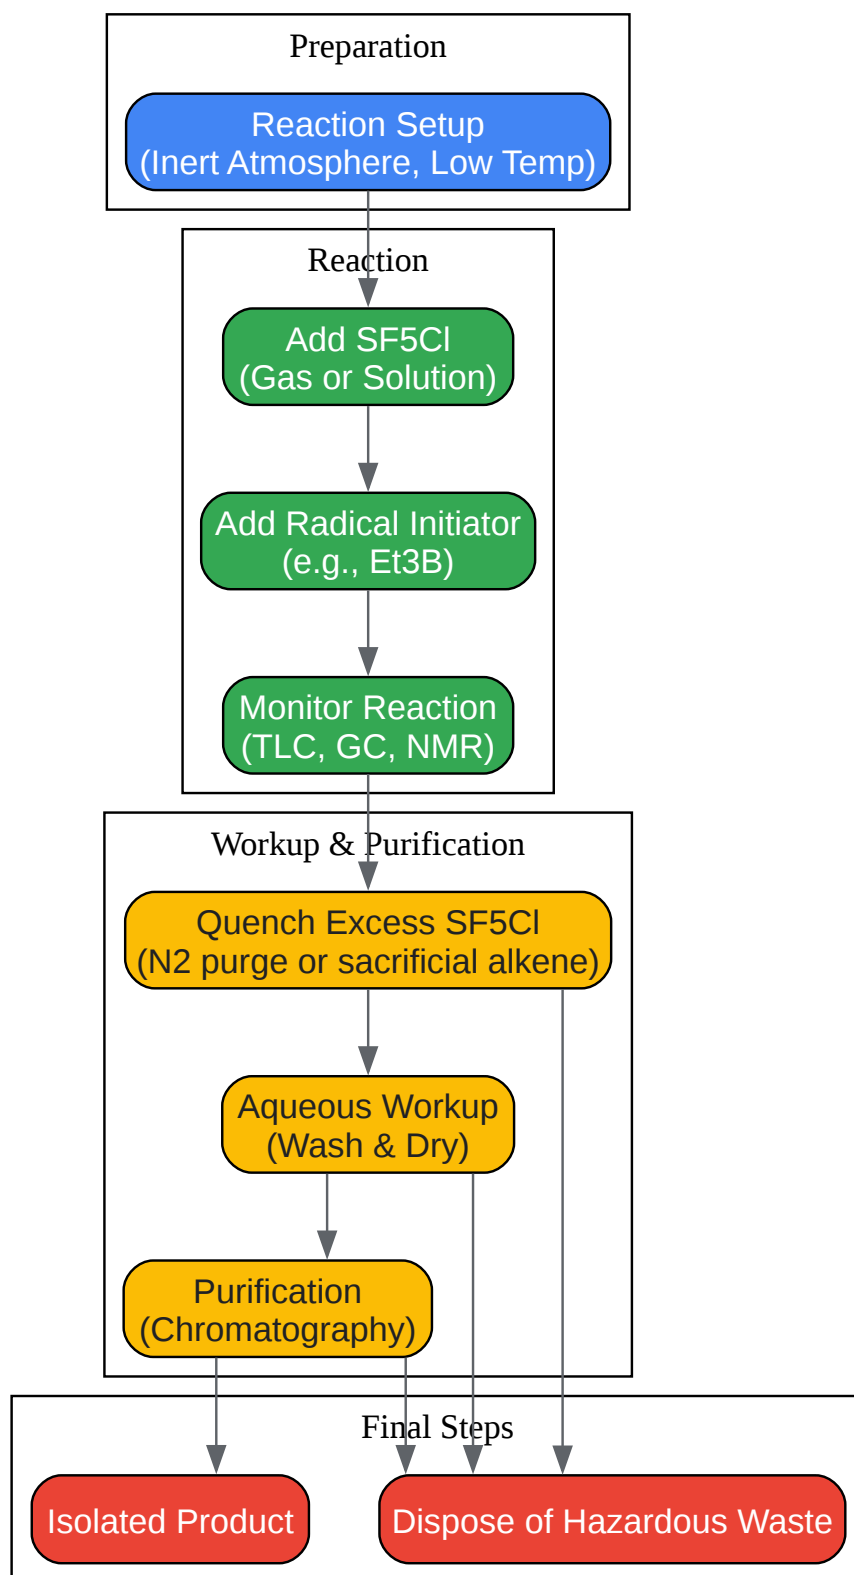 Preparation
Reaction Setup
(Inert Atmosphere, Low Temp)
Reaction
Add SF5Cl
(Gas or Solution)
Add Radical Initiator
(e.g., Et3B)
Monitor Reaction
(TLC, GC, NMR)
Workup & Purification
Quench Excess SF5Cl
(N2 purge or sacrificial alkene)
Aqueous Workup
(Wash & Dry)
Purification
(Chromatography)
Final Steps
Isolated Product
Dispose of Hazardous Waste